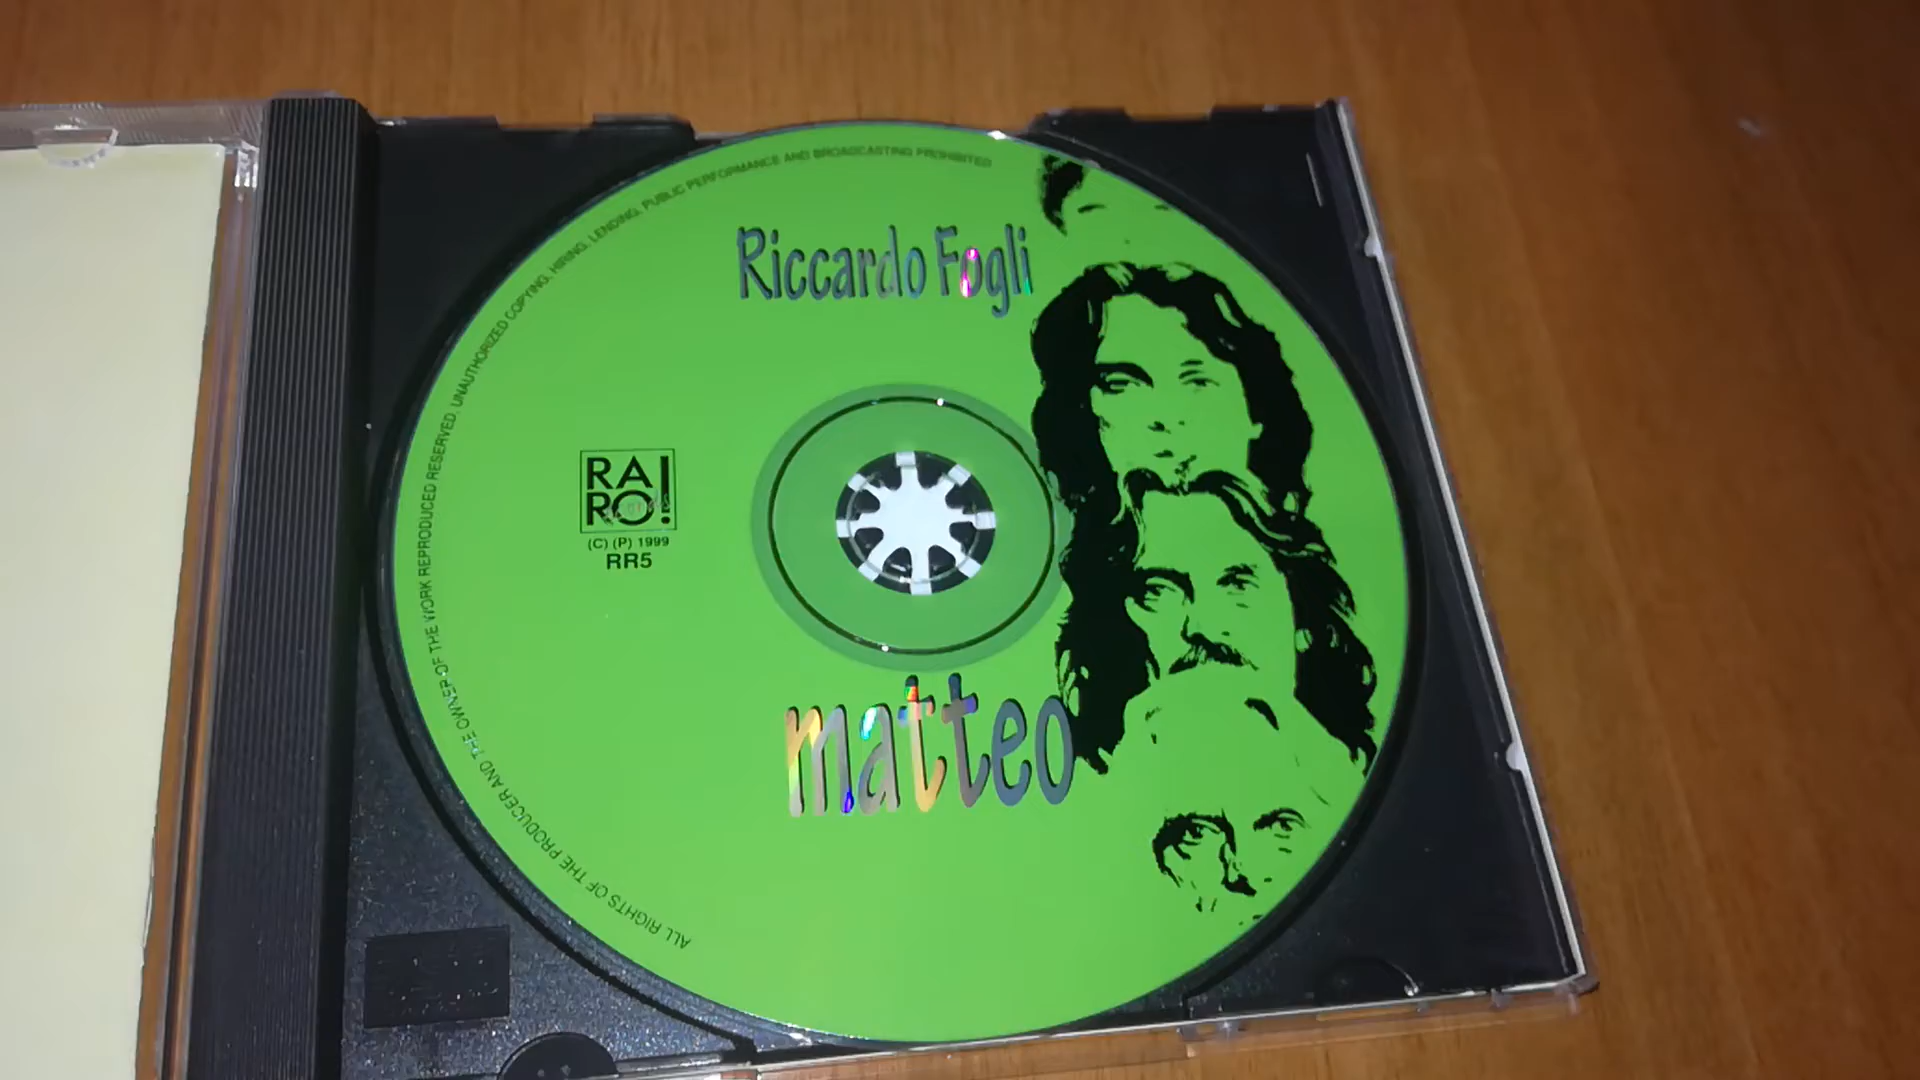 ALL RIGHTS OF THE PRODUCER AND THE OWNER OF THE WORK REPRODUCED RESERVED. UNAUTHORIZED COPYING, HIRING, LENDING, PUBLIC PERFORMANCE AND BROADCASTING PROHIBITED
Riccardo Fogli
RA
RO!
(C) (P) 1999
RR5
matteo